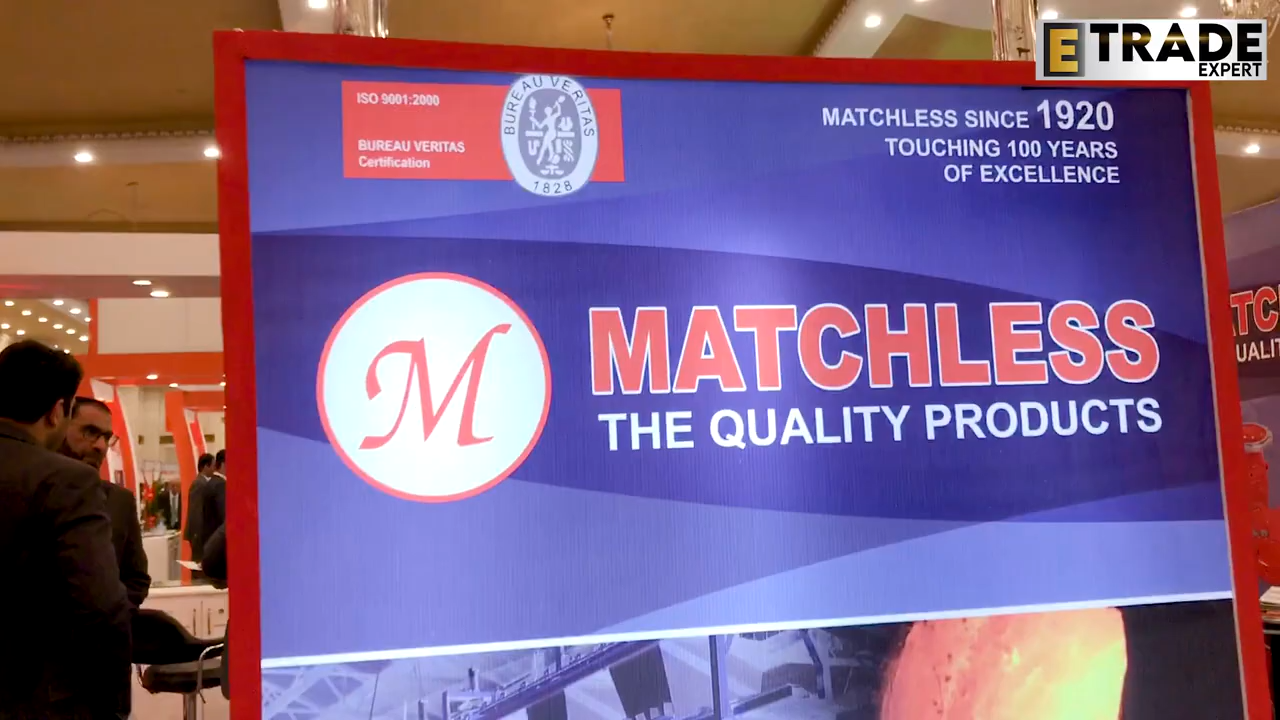 E TRADE
EXPERT
ISO 9001:2000
BUREAU VERITAS
Certification
BUREAU VERITAS
1828
MATCHLESS SINCE 1920
TOUCHING 100 YEARS
OF EXCELLENCE
M
MATCHLESS
THE QUALITY PRODUCTS